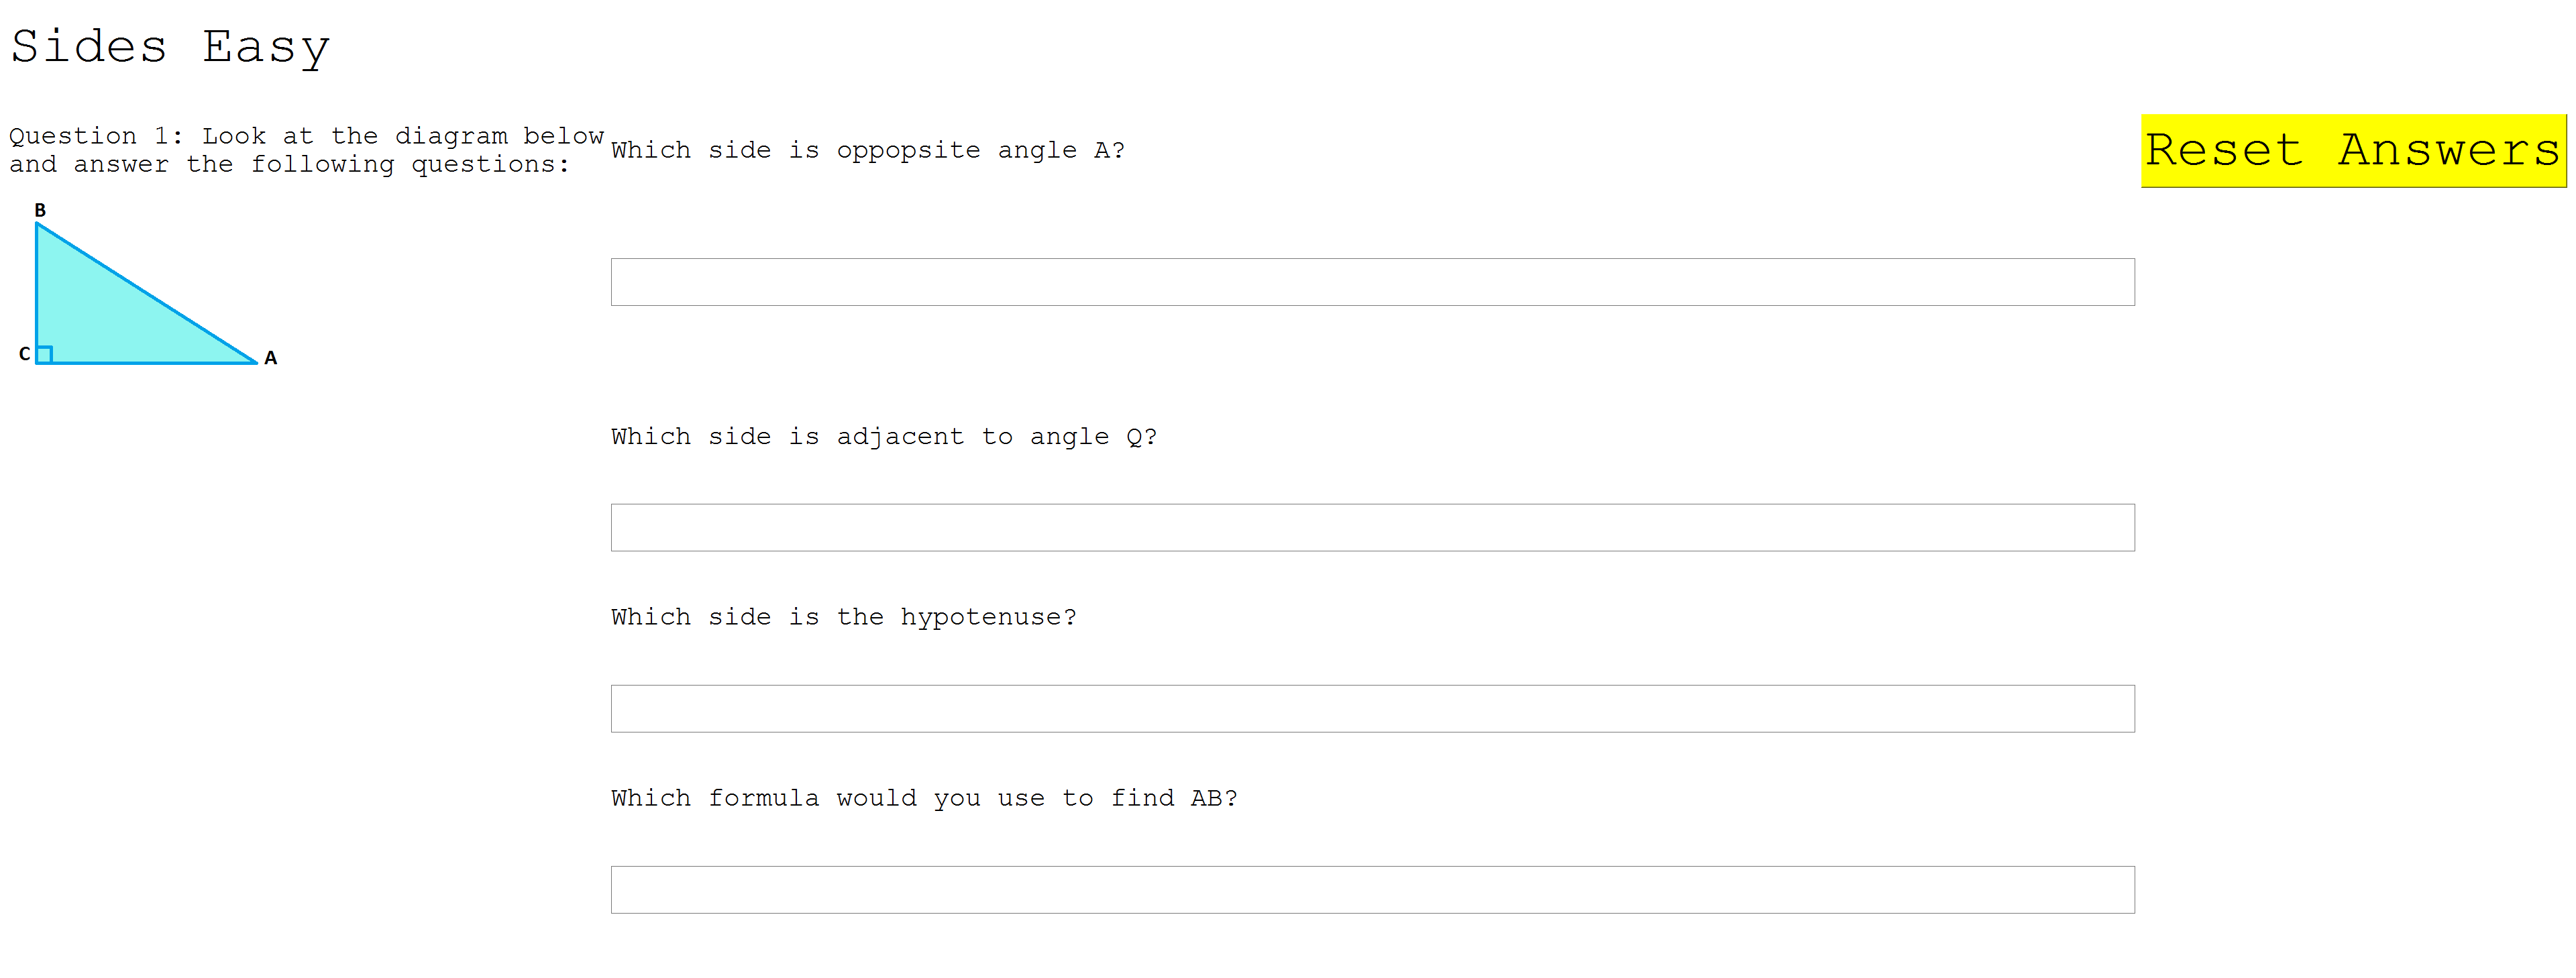 Sides Easy
Question 1: Look at the diagram below
and answer the following questions:
Which side is oppopsite angle A?
Reset Answers
B
C
A
Which side is adjacent to angle Q?
Which side is the hypotenuse?
Which formula would you use to find AB?